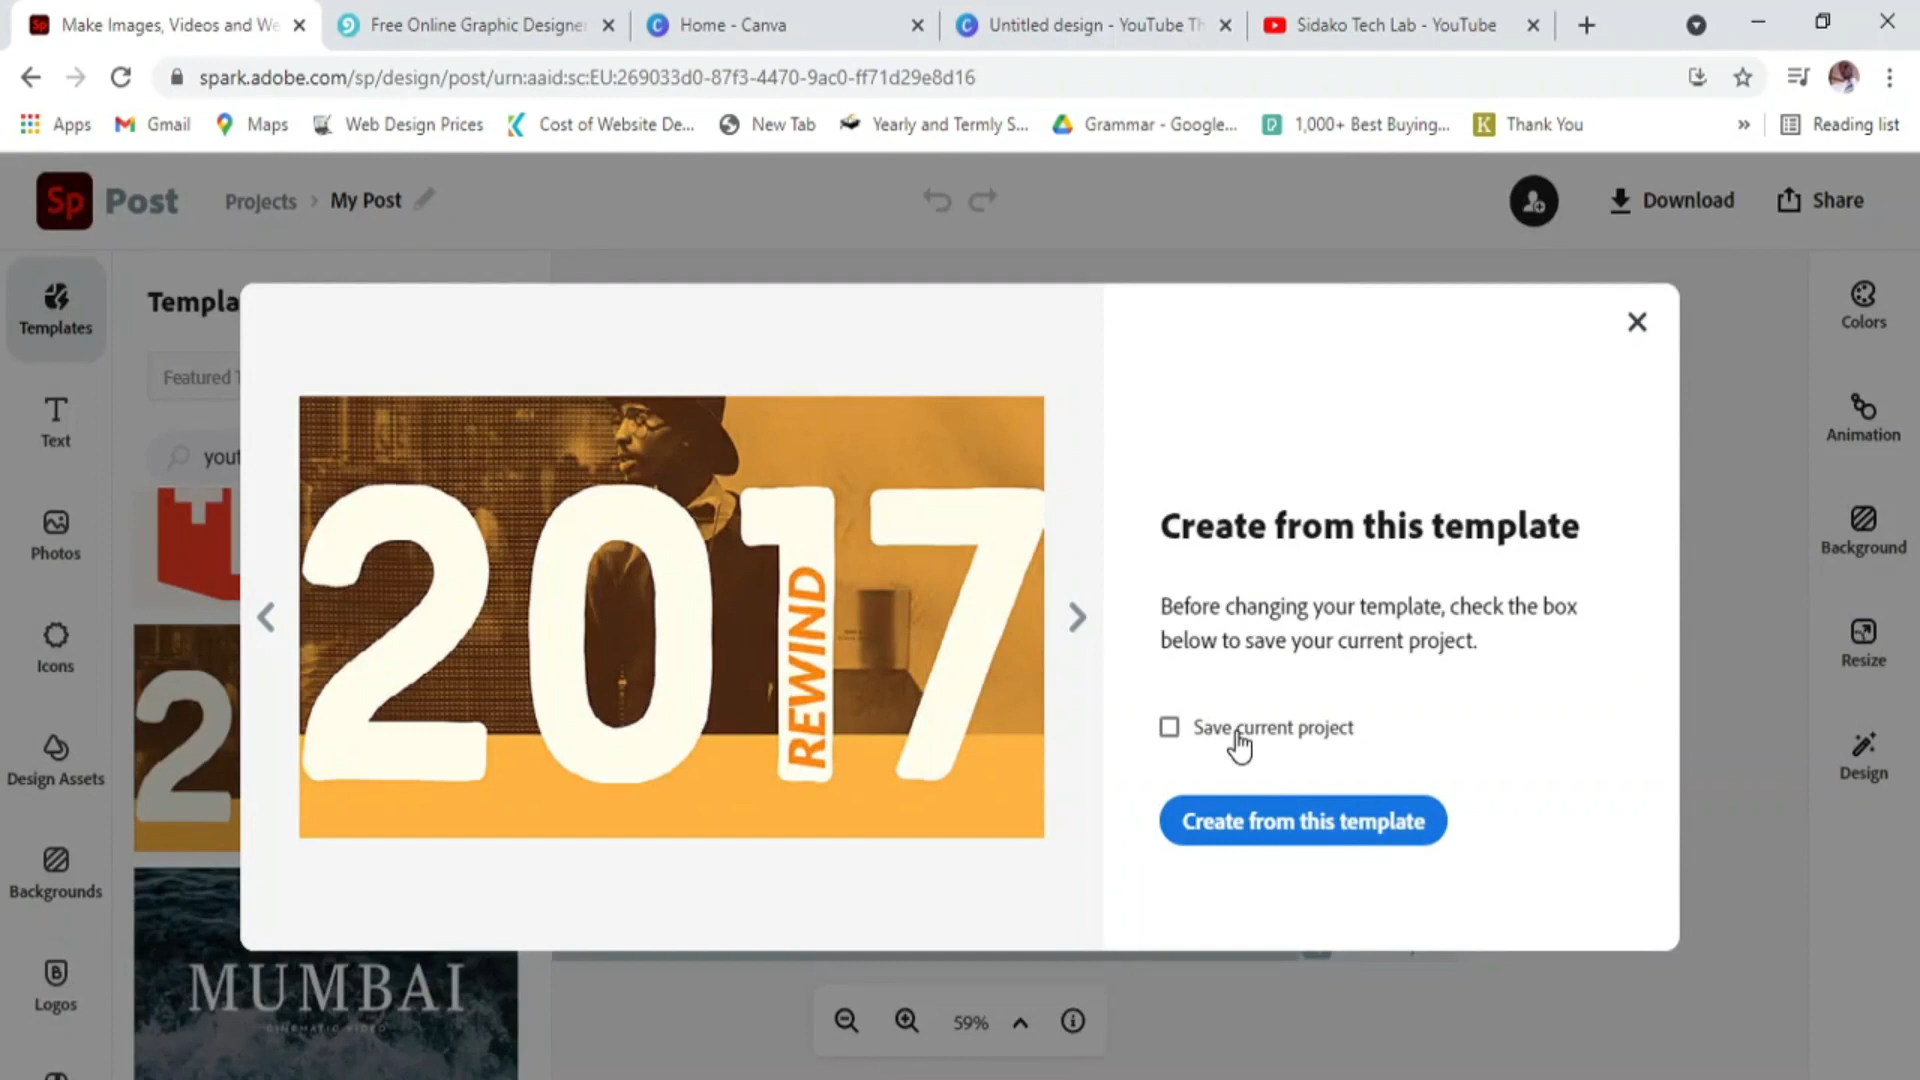 Make Images, Videos and We
Free Online Graphic Designer
Home - Canva
Untitled design - YouTube Th
Sidako Tech Lab - YouTube
spark.adobe.com/sp/design/post/urn:aaid:sc:EU:269033d0-87f3-4470-9ac0-ff71d29e8d16
Apps
Gmail
Maps
Web Design Prices
Cost of Website De...
New Tab
Yearly and Termly S...
Grammar - Google...
1,000+ Best Buying...
Thank You
Reading list
Sp Post
Projects > My Post
Download
Share
Templates
Text
Photos
Icons
Design Assets
Backgrounds
Logos
Templa
Featured T
yout
2
MUMBAI
CINEMATIC VIDEO
2017
REWIND
Create from this template
Before changing your template, check the box
below to save your current project.
Save current project
Create from this template
59%
Colors
Animation
Background
Resize
Design